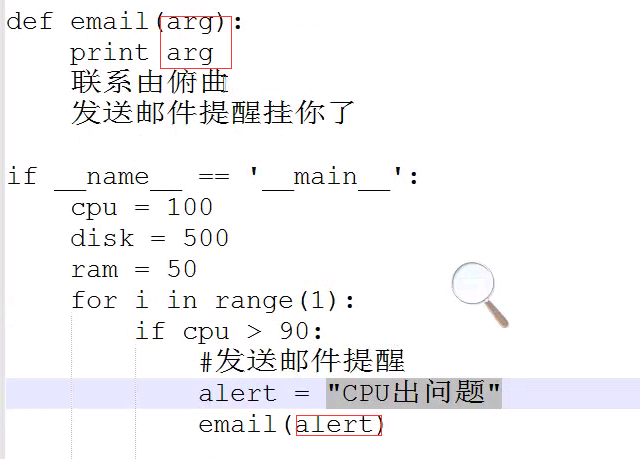 def email(arg):
    print arg
    联系由俯曲
    发送邮件提醒挂你了
if __name__ == '__main__':
    cpu = 100
    disk = 500
    ram = 50
    for i in range(1):
        if cpu > 90:
            #发送邮件提醒
            alert = "CPU出问题"
            email(alert)